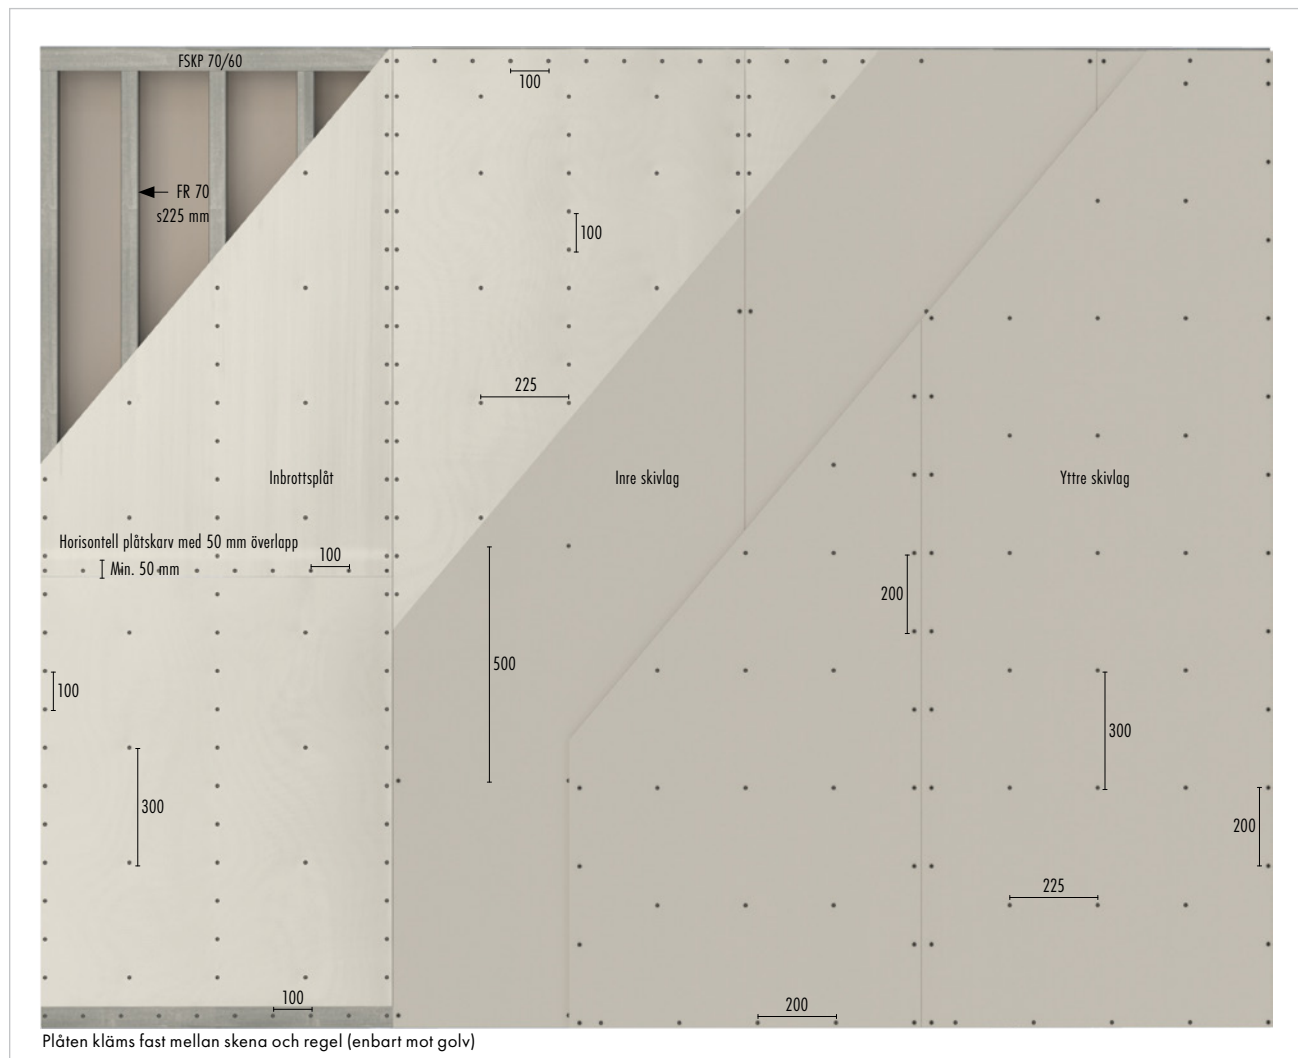 FSKP 70/60
100
FR 70
s225 mm
100
225
Inbrottsplåt
Inre skivlag
Yttre skivlag
Horisontell plåtskarv med 50 mm överlapp
100
Min. 50 mm
200
500
100
300
300
200
225
100
200
Plåten kläms fast mellan skena och regel (enbart mot golv)